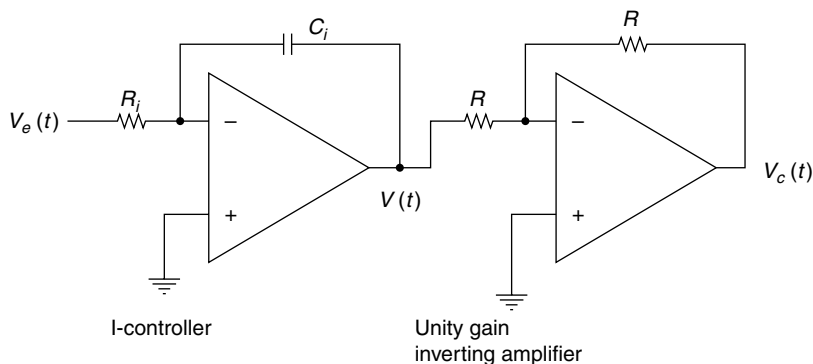 C_i
R
R_i
R
V_e (t)
−
−
V (t)
V_c (t)
+
+
I-controller
Unity gain
inverting amplifier